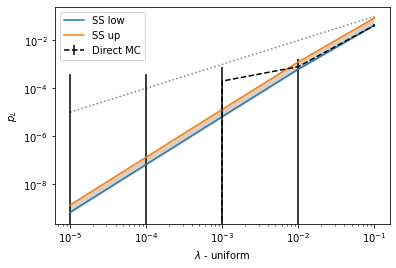 SS low
SS up
Direct MC
10⁻²
10⁻⁴
10⁻⁶
10⁻⁸
p_L
10⁻⁵ 10⁻⁴ 10⁻³ 10⁻² 10⁻¹
λ - uniform